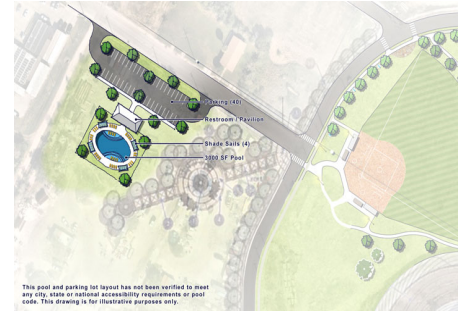 Parking (40)
Restroom / Pavilion
Shade Sails (4)
3000 SF Pool
This pool and parking lot layout has not been verified to meet
any city, state or national accessibility requirements or pool
code. This drawing is for illustrative purposes only.